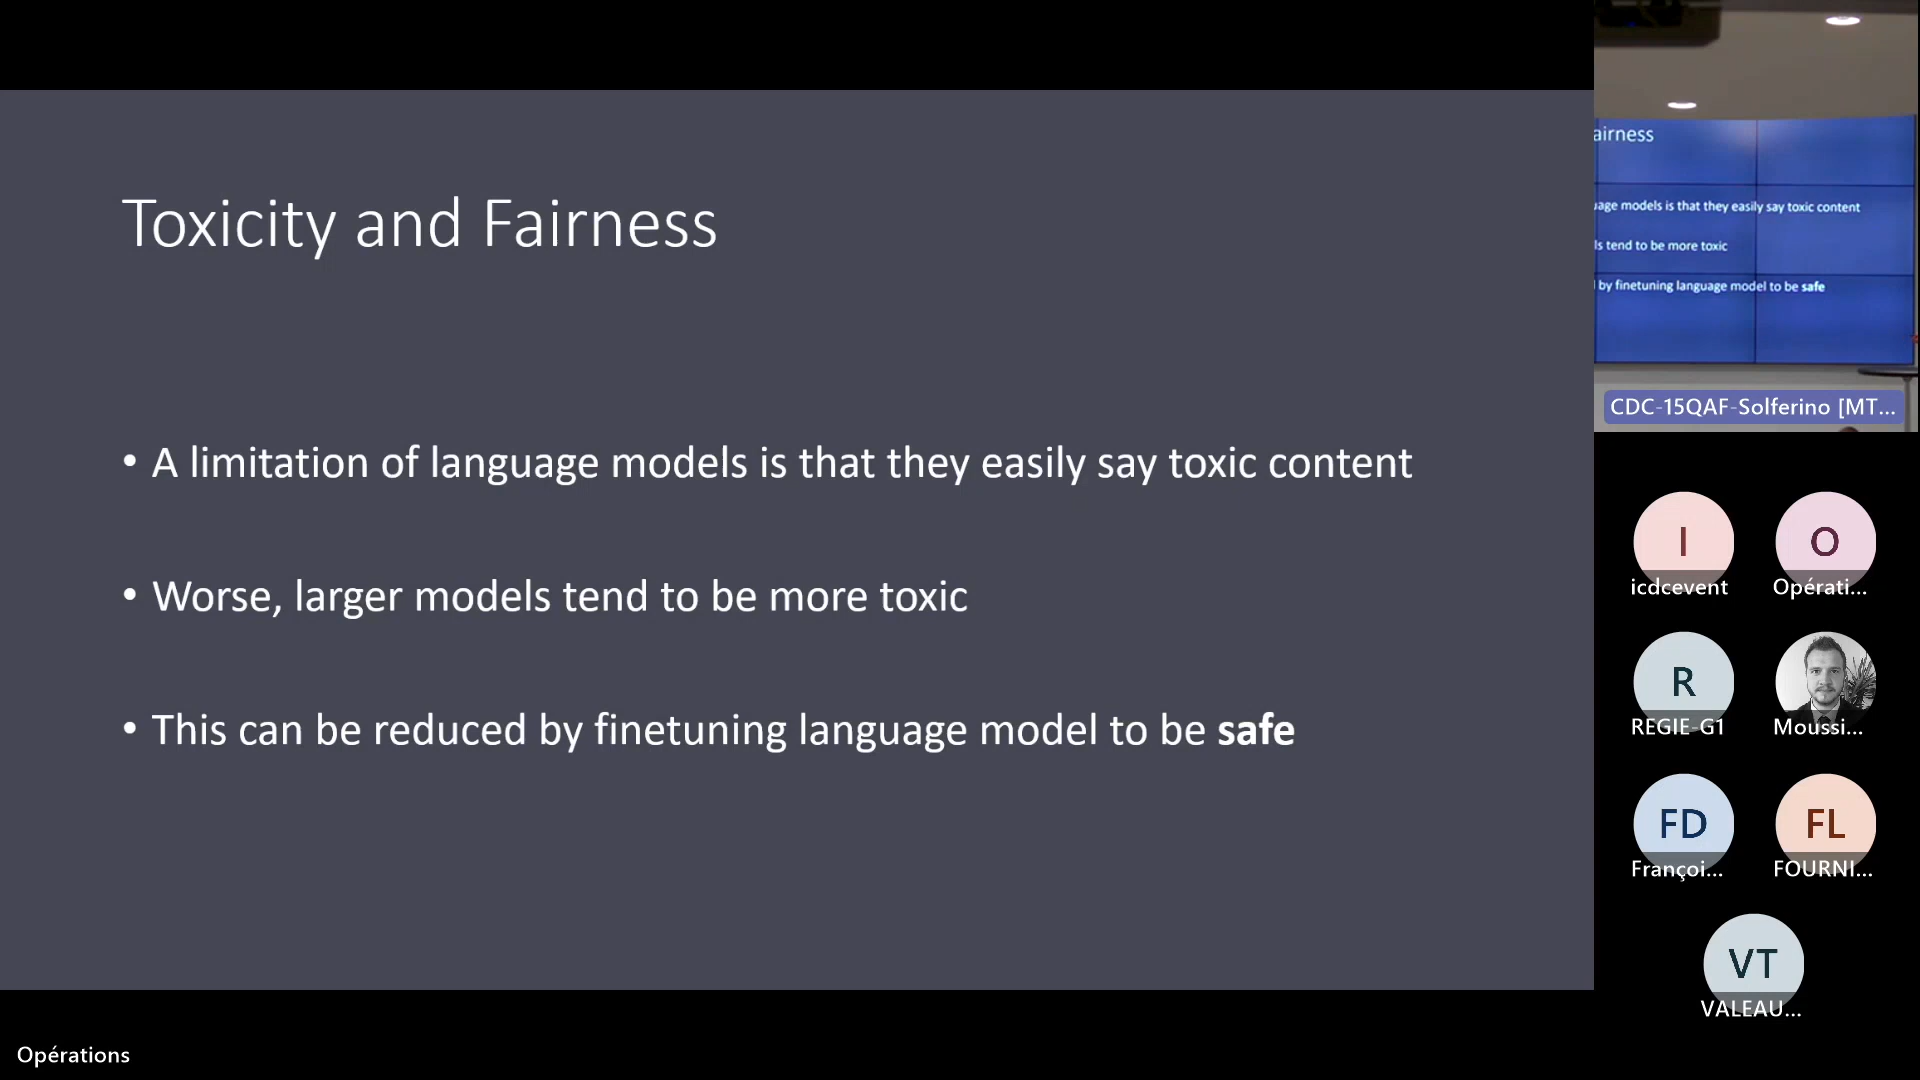 Toxicity and Fairness
• A limitation of language models is that they easily say toxic content
• Worse, larger models tend to be more toxic
• This can be reduced by finetuning language model to be safe
Opérations
airness
age models is that they easily say toxic content
ls tend to be more toxic
by finetuning language model to be safe
CDC-15QAF-Solferino [MT...
I
icdcevent
O
Opérati...
R
REGIE-G1
Moussi...
FD
Françoi...
FL
FOURNI...
VT
VALEAU...